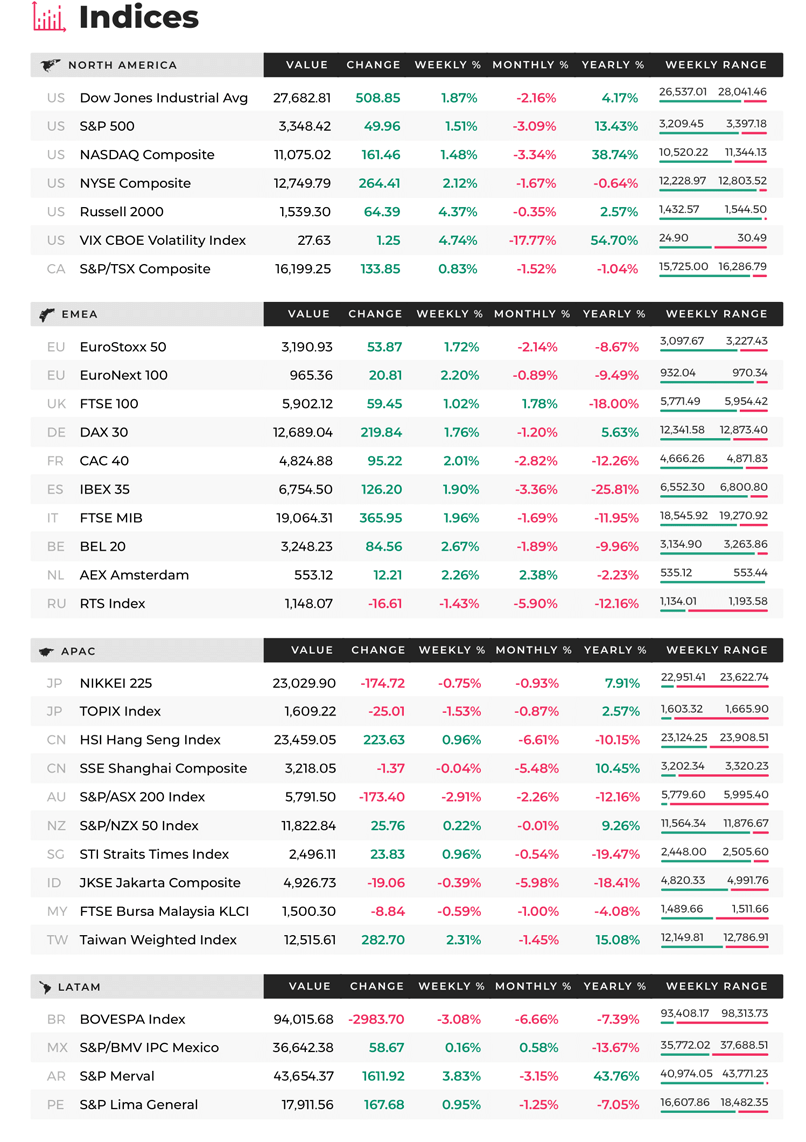 Indices
NORTH AMERICA VALUE CHANGE WEEKLY % MONTHLY % YEARLY % WEEKLY RANGE
US Dow Jones Industrial Avg 27,682.81 508.85 1.87% -2.16% 4.17% 26,537.01 28,041.46
US S&P 500 3,348.42 49.96 1.51% -3.09% 13.43% 3,209.45 3,397.18
US NASDAQ Composite 11,075.02 161.46 1.48% -3.34% 38.74% 10,520.22 11,344.13
US NYSE Composite 12,749.79 264.41 2.12% -1.67% -0.64% 12,228.97 12,803.52
US Russell 2000 1,539.30 64.39 4.37% -0.35% 2.57% 1,432.57 1,544.50
US VIX CBOE Volatility Index 27.63 1.25 4.74% -17.77% 54.70% 24.90 30.49
CA S&P/TSX Composite 16,199.25 133.85 0.83% -1.52% -1.04% 15,725.00 16,286.79
EMEA VALUE CHANGE WEEKLY % MONTHLY % YEARLY % WEEKLY RANGE
EU EuroStoxx 50 3,190.93 53.87 1.72% -2.14% -8.67% 3,097.67 3,227.43
EU EuroNext 100 965.36 20.81 2.20% -0.89% -9.49% 932.04 970.34
UK FTSE 100 5,902.12 59.45 1.02% 1.78% -18.00% 5,771.49 5,954.42
DE DAX 30 12,689.04 219.84 1.76% -1.20% 5.63% 12,341.58 12,873.40
FR CAC 40 4,824.88 95.22 2.01% -2.82% -12.26% 4,666.26 4,871.83
ES IBEX 35 6,754.50 126.20 1.90% -3.36% -25.81% 6,552.30 6,800.80
IT FTSE MIB 19,064.31 365.95 1.96% -1.69% -11.95% 18,545.92 19,270.92
BE BEL 20 3,248.23 84.56 2.67% -1.89% -9.96% 3,134.90 3,263.86
NL AEX Amsterdam 553.12 12.21 2.26% 2.38% -2.23% 535.12 553.44
RU RTS Index 1,148.07 -16.61 -1.43% -5.90% -12.16% 1,134.01 1,193.58
APAC VALUE CHANGE WEEKLY % MONTHLY % YEARLY % WEEKLY RANGE
JP NIKKEI 225 23,029.90 -174.72 -0.75% -0.93% 7.91% 22,951.41 23,622.74
JP TOPIX Index 1,609.22 -25.01 -1.53% -0.87% 2.57% 1,603.32 1,665.90
CN HSI Hang Seng Index 23,459.05 223.63 0.96% -6.61% -10.15% 23,124.25 23,908.51
CN SSE Shanghai Composite 3,218.05 -1.37 -0.04% -5.48% 10.45% 3,202.34 3,320.23
AU S&P/ASX 200 Index 5,791.50 -173.40 -2.91% -2.26% -12.16% 5,779.60 5,995.40
NZ S&P/NZX 50 Index 11,822.84 25.76 0.22% -0.01% 9.26% 11,564.34 11,876.67
SG STI Straits Times Index 2,496.11 23.83 0.96% -0.54% -19.47% 2,448.00 2,505.60
ID JKSE Jakarta Composite 4,926.73 -19.06 -0.39% -5.98% -18.41% 4,820.33 4,991.76
MY FTSE Bursa Malaysia KLCI 1,500.30 -8.84 -0.59% -1.00% -4.08% 1,489.66 1,511.66
TW Taiwan Weighted Index 12,515.61 282.70 2.31% -1.45% 15.08% 12,149.81 12,786.91
LATAM VALUE CHANGE WEEKLY % MONTHLY % YEARLY % WEEKLY RANGE
BR BOVESPA Index 94,015.68 -2983.70 -3.08% -6.66% -7.39% 93,408.17 98,313.73
MX S&P/BMV IPC Mexico 36,642.38 58.67 0.16% 0.58% -13.67% 35,772.02 37,688.51
AR S&P Merval 43,654.37 1611.92 3.83% -3.15% 43.76% 40,974.05 43,771.23
PE S&P Lima General 17,911.56 167.68 0.95% -1.25% -7.05% 16,607.86 18,482.35